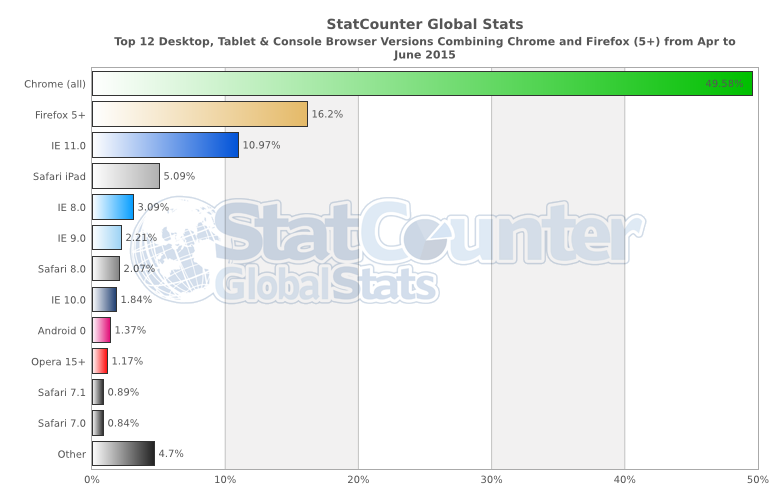 StatCounter Global Stats
Top 12 Desktop, Tablet & Console Browser Versions Combining Chrome and Firefox (5+) from Apr to
June 2015
Chrome (all) 49.58%
Firefox 5+ 16.2%
IE 11.0 10.97%
Safari iPad 5.09%
IE 8.0 3.09%
IE 9.0 2.21%
StatCounter
Safari 8.0 2.07%
GlobalStats
IE 10.0 1.84%
Android 0 1.37%
Opera 15+ 1.17%
Safari 7.1 0.89%
Safari 7.0 0.84%
Other 4.7%
0% 10% 20% 30% 40% 50%